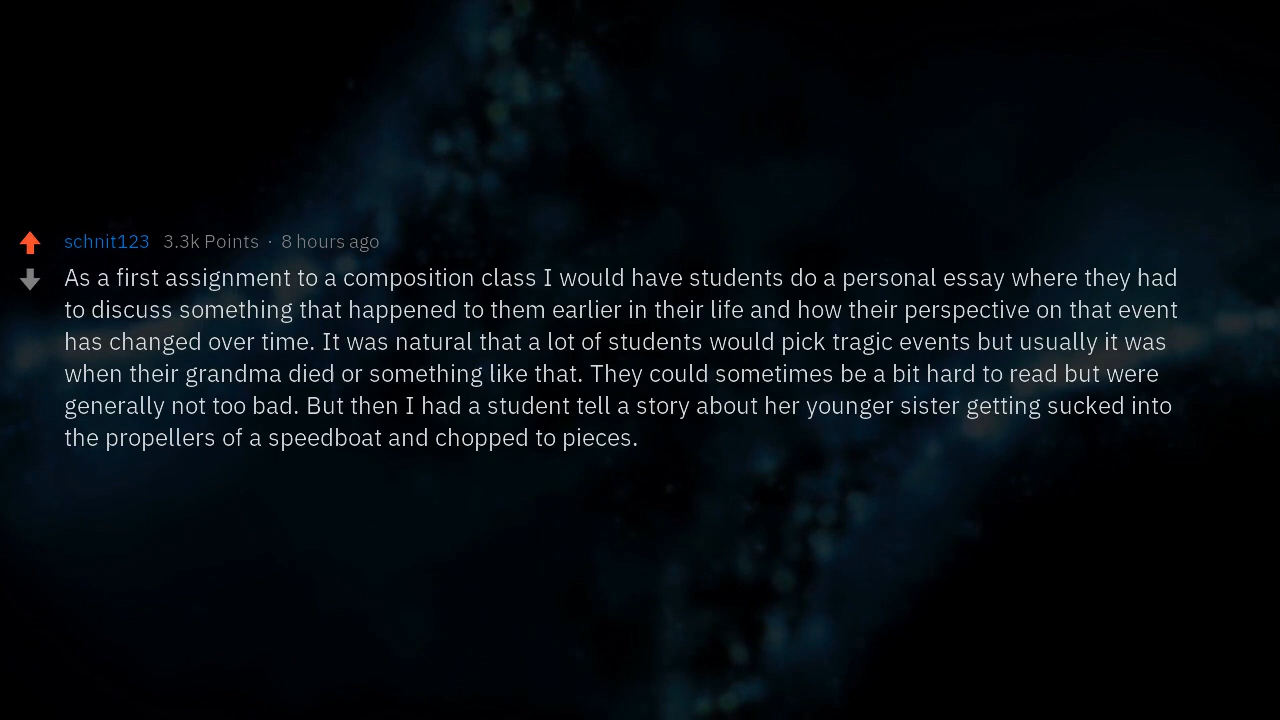 schnit123 3.3k Points · 8 hours ago
As a first assignment to a composition class I would have students do a personal essay where they had
to discuss something that happened to them earlier in their life and how their perspective on that event
has changed over time. It was natural that a lot of students would pick tragic events but usually it was
when their grandma died or something like that. They could sometimes be a bit hard to read but were
generally not too bad. But then I had a student tell a story about her younger sister getting sucked into
the propellers of a speedboat and chopped to pieces.